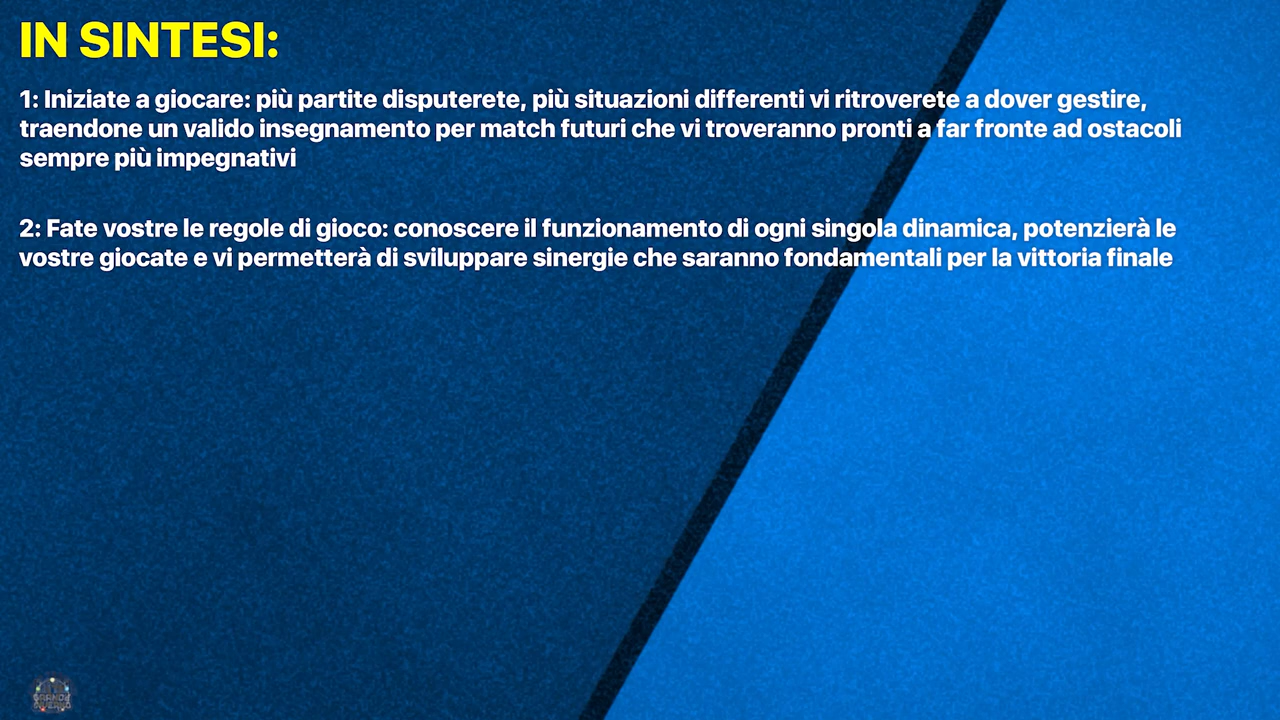 IN SINTESI:
1: Iniziate a giocare: più partite disputerete, più situazioni differenti vi ritroverete a dover gestire,
traendone un valido insegnamento per match futuri che vi troveranno pronti a far fronte ad ostacoli
sempre più impegnativi
2: Fate vostre le regole di gioco: conoscere il funzionamento di ogni singola dinamica, potenzierà le
vostre giocate e vi permetterà di sviluppare sinergie che saranno fondamentali per la vittoria finale